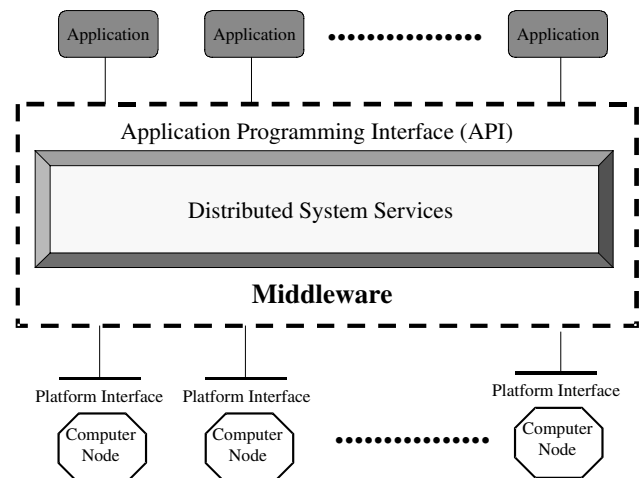 Application Application Application
Application Programming Interface (API)
Distributed System Services
Middleware
Platform Interface Platform Interface Platform Interface
Computer Node Computer Node Computer Node